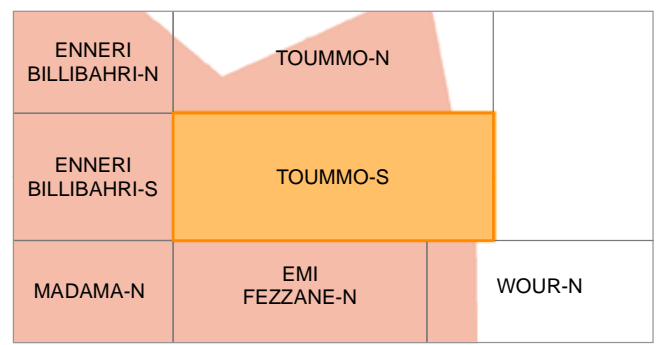 ENNERI
BILLIBAHRI-N
TOUMMO-N
ENNERI
BILLIBAHRI-S
TOUMMO-S
MADAMA-N
EMI
FEZZANE-N
WOUR-N